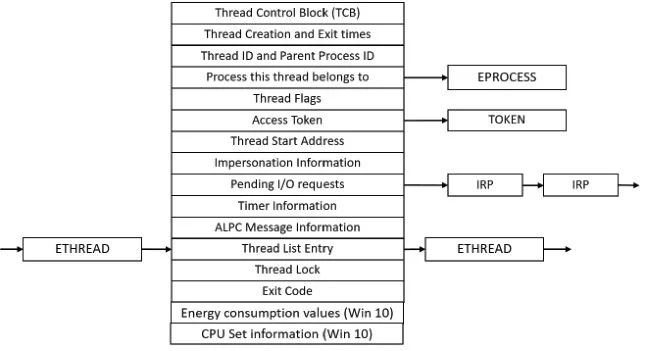 Thread Control Block (TCB)
Thread Creation and Exit times
Thread ID and Parent Process ID
Process this thread belongs to
EPROCESS
Thread Flags
Access Token
TOKEN
Thread Start Address
Impersonation Information
Pending I/O requests
IRP
IRP
Timer Information
ALPC Message Information
ETHREAD
Thread List Entry
ETHREAD
Thread Lock
Exit Code
Energy consumption values (Win 10)
CPU Set information (Win 10)